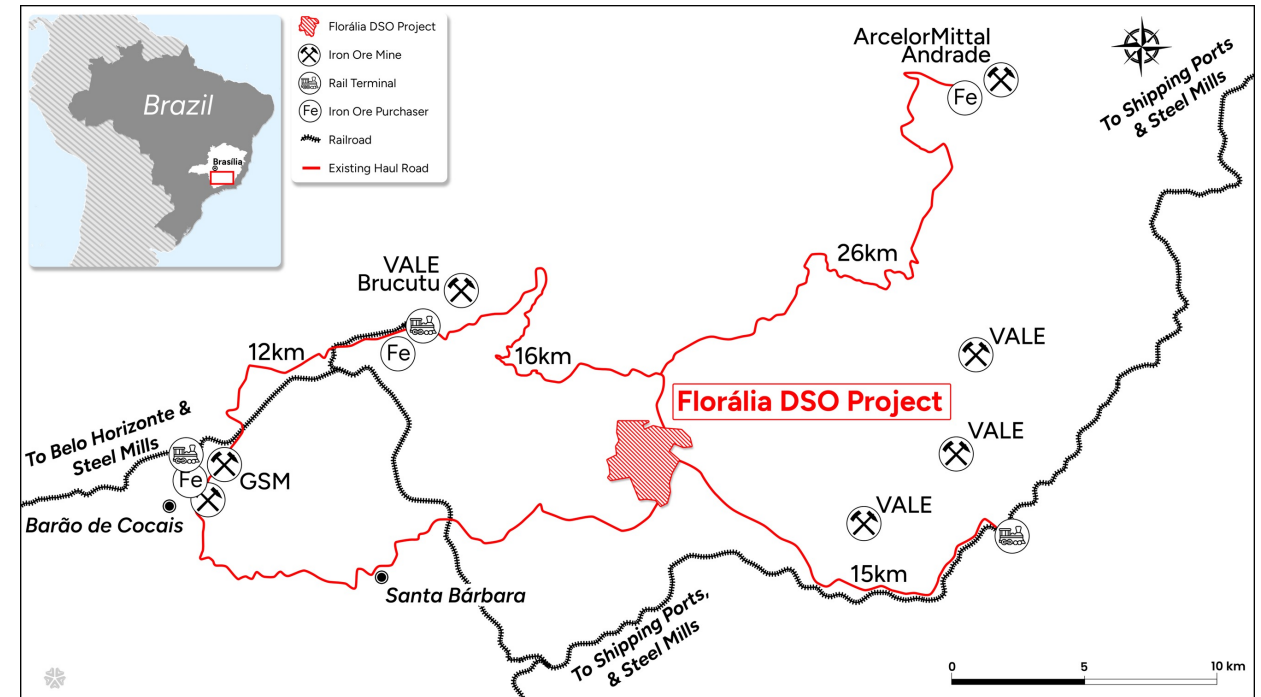 Brazil
Brasília
Florália DSO Project
Iron Ore Mine
Rail Terminal
Fe
Iron Ore Purchaser
Railroad
Existing Haul Road
ArcelorMittal
Andrade
Fe
To Shipping Ports
& Steel Mills
26km
VALE
Brucutu
Fe
12km
16km
VALE
Florália DSO Project
VALE
To Belo Horizonte &
Steel Mills
Fe
GSM
Barão de Cocais
VALE
15km
Santa Bárbara
To Shipping Ports,
& Steel Mills
0 5 10 km